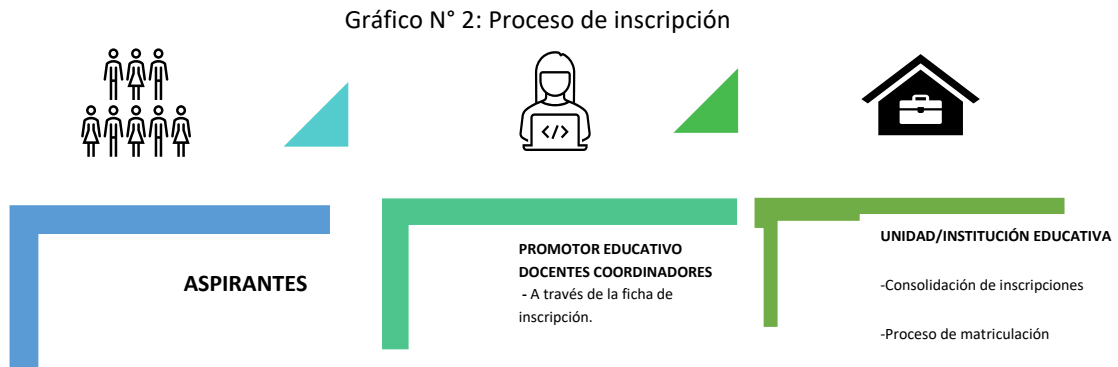 Gráfico N° 2: Proceso de inscripción
</>
ASPIRANTES
PROMOTOR EDUCATIVO
DOCENTES COORDINADORES
- A través de la ficha de
inscripción.
UNIDAD/INSTITUCIÓN EDUCATIVA
-Consolidación de inscripciones
-Proceso de matriculación